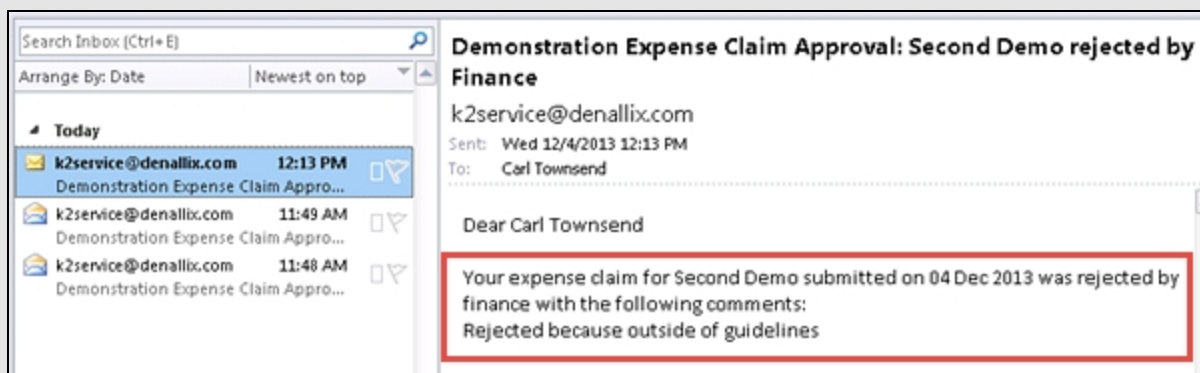 Search Inbox (Ctrl+E)
Arrange By: Date
Newest on top
Today
k2service@denallix.com 12:13 PM
Demonstration Expense Claim Appro...
k2service@denallix.com 11:49 AM
Demonstration Expense Claim Appro...
k2service@denallix.com 11:48 AM
Demonstration Expense Claim Appro...
Demonstration Expense Claim Approval: Second Demo rejected by
Finance
k2service@denallix.com
Sent: Wed 12/4/2013 12:13 PM
To: Carl Townsend
Dear Carl Townsend
Your expense claim for Second Demo submitted on 04 Dec 2013 was rejected by
finance with the following comments:
Rejected because outside of guidelines